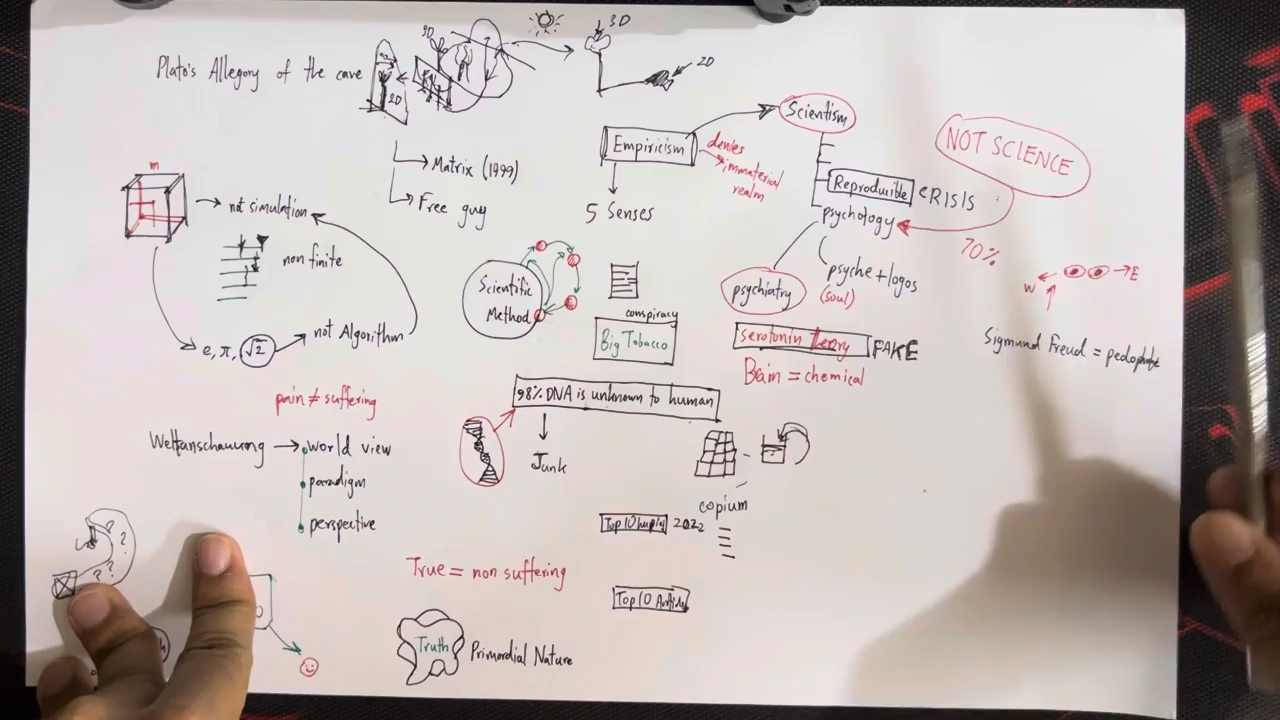 Plato's Allegory of the cave
3D
2D
3D
2D
Matrix (1999)
Free guy
Empiricism
denies
immaterial
realm
5 Senses
Scientism
Reproducible CRISIS
psychology
NOT SCIENCE
70%
psyche + logos
(soul)
psychiatry
W
E
Sigmund Freud = pedophile
m
not simulation
non finite
e, π, √2
not Algorithm
Scientific
Method
conspiracy
Big Tobacco
serotonin theory FAKE
Brain = chemical
pain ≠ suffering
98% DNA is unknown to human
Junk
Weltanschauung
world view
paradigm
perspective
copium
Top 10 2022
Top 10
? ? ?
True = non suffering
Truth
Primordial Nature